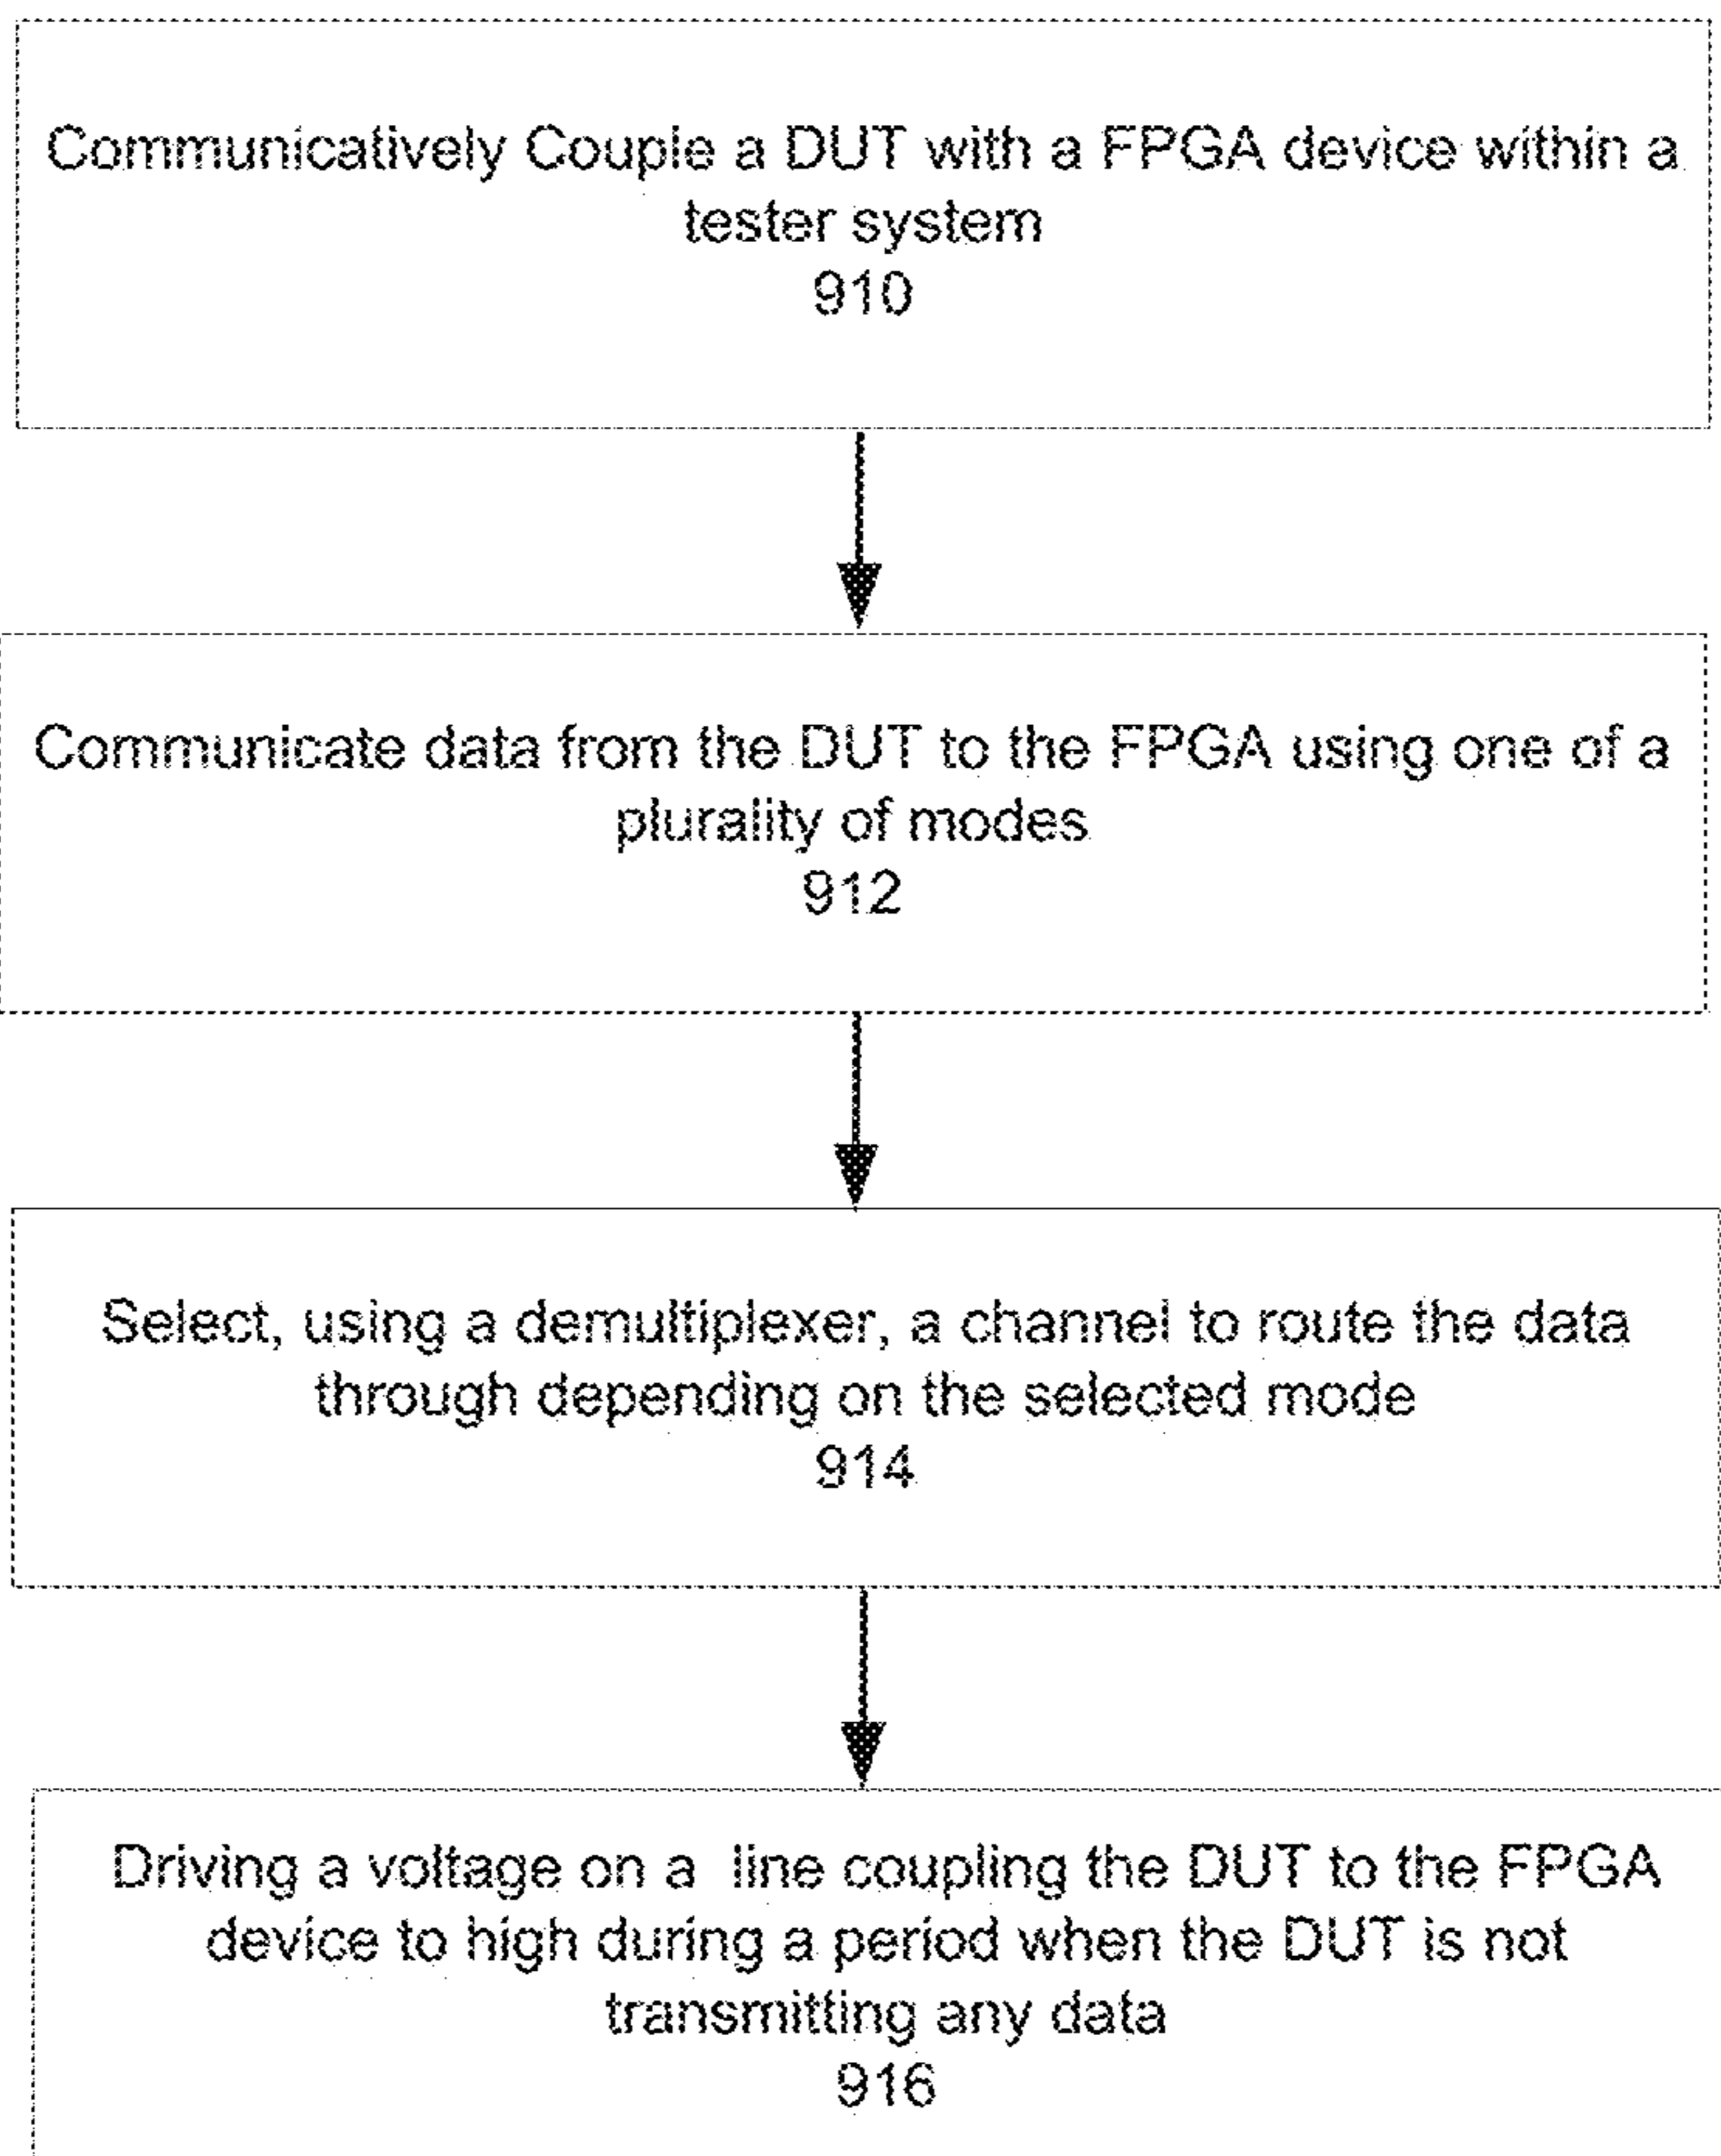 Communicatively Couple a DUT with a FPGA device within a
tester system
910
Communicate data from the DUT to the FPGA using one of a
plurality of modes
912
Select, using a demultiplexer, a channel to route the data
through depending on the selected mode
914
Driving a voltage on a line coupling the DUT to the FPGA
device to high during a period when the DUT is not
transmitting any data
916